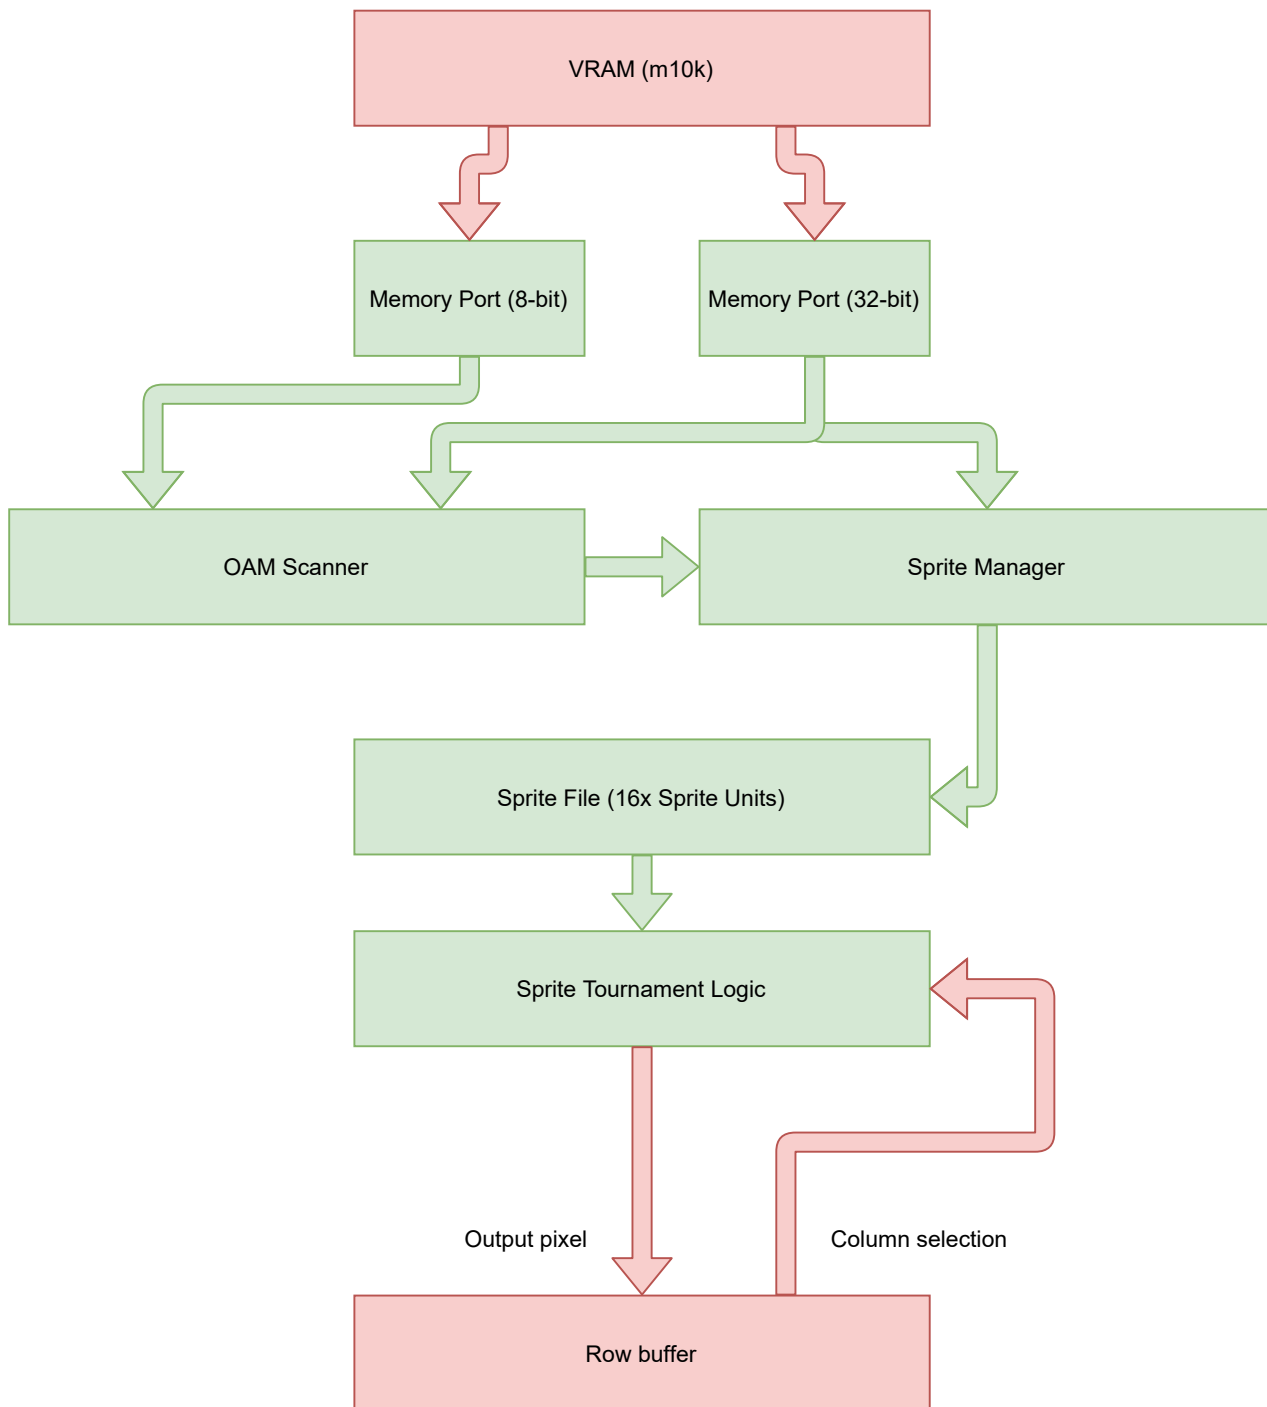 VRAM (m10k)
Memory Port (8-bit)
Memory Port (32-bit)
OAM Scanner
Sprite Manager
Sprite File (16x Sprite Units)
Sprite Tournament Logic
Output pixel
Column selection
Row buffer